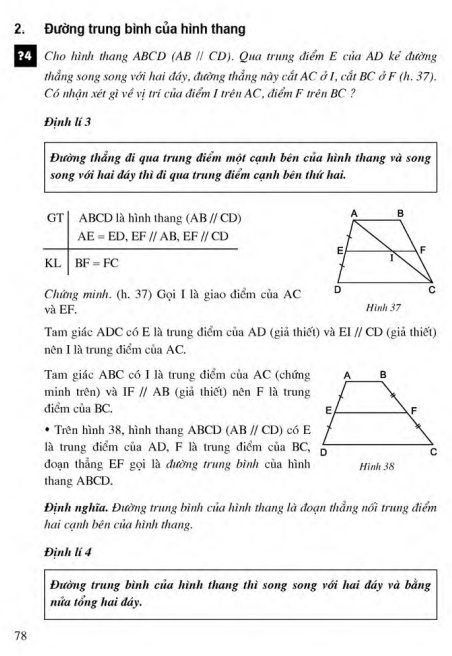 2. Đường trung bình của hình thang
?4 Cho hình thang ABCD (AB // CD). Qua trung điểm E của AD kẻ đường
thẳng song song với hai đáy, đường thẳng này cắt AC ở I, cắt BC ở F (h. 37).
Có nhận xét gì về vị trí của điểm I trên AC, điểm F trên BC ?
Định lí 3
Đường thẳng đi qua trung điểm một cạnh bên của hình thang và song
song với hai đáy thì đi qua trung điểm cạnh bên thứ hai.
GT ABCD là hình thang (AB // CD)
AE = ED, EF // AB, EF // CD
KL BF = FC
A B
E I F
D C
Hình 37
Chứng minh. (h. 37) Gọi I là giao điểm của AC
và EF.
Tam giác ADC có E là trung điểm của AD (giả thiết) và EI // CD (giả thiết)
nên I là trung điểm của AC.
Tam giác ABC có I là trung điểm của AC (chứng
minh trên) và IF // AB (giả thiết) nên F là trung
điểm của BC.
• Trên hình 38, hình thang ABCD (AB // CD) có E
là trung điểm của AD, F là trung điểm của BC,
đoạn thẳng EF gọi là đường trung bình của hình
thang ABCD.
A B
E F
D C
Hình 38
Định nghĩa. Đường trung bình của hình thang là đoạn thẳng nối trung điểm
hai cạnh bên của hình thang.
Định lí 4
Đường trung bình của hình thang thì song song với hai đáy và bằng
nửa tổng hai đáy.
78